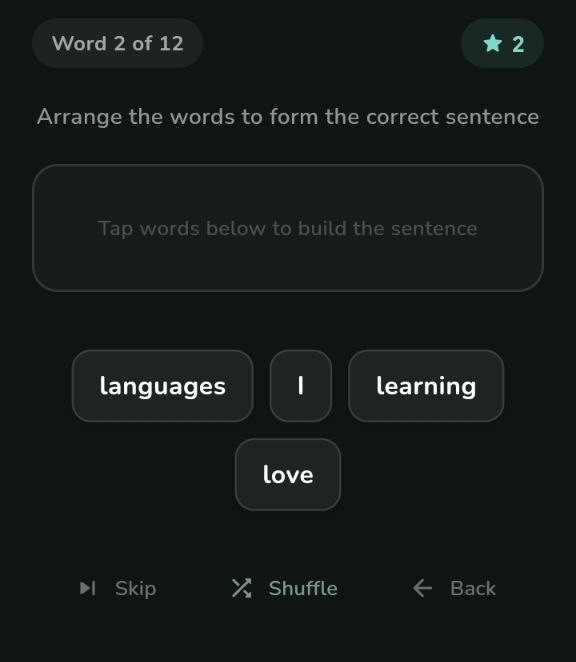 Word 2 of 12
2
Arrange the words to form the correct sentence
Tap words below to build the sentence
languages I learning
love
Skip Shuffle Back